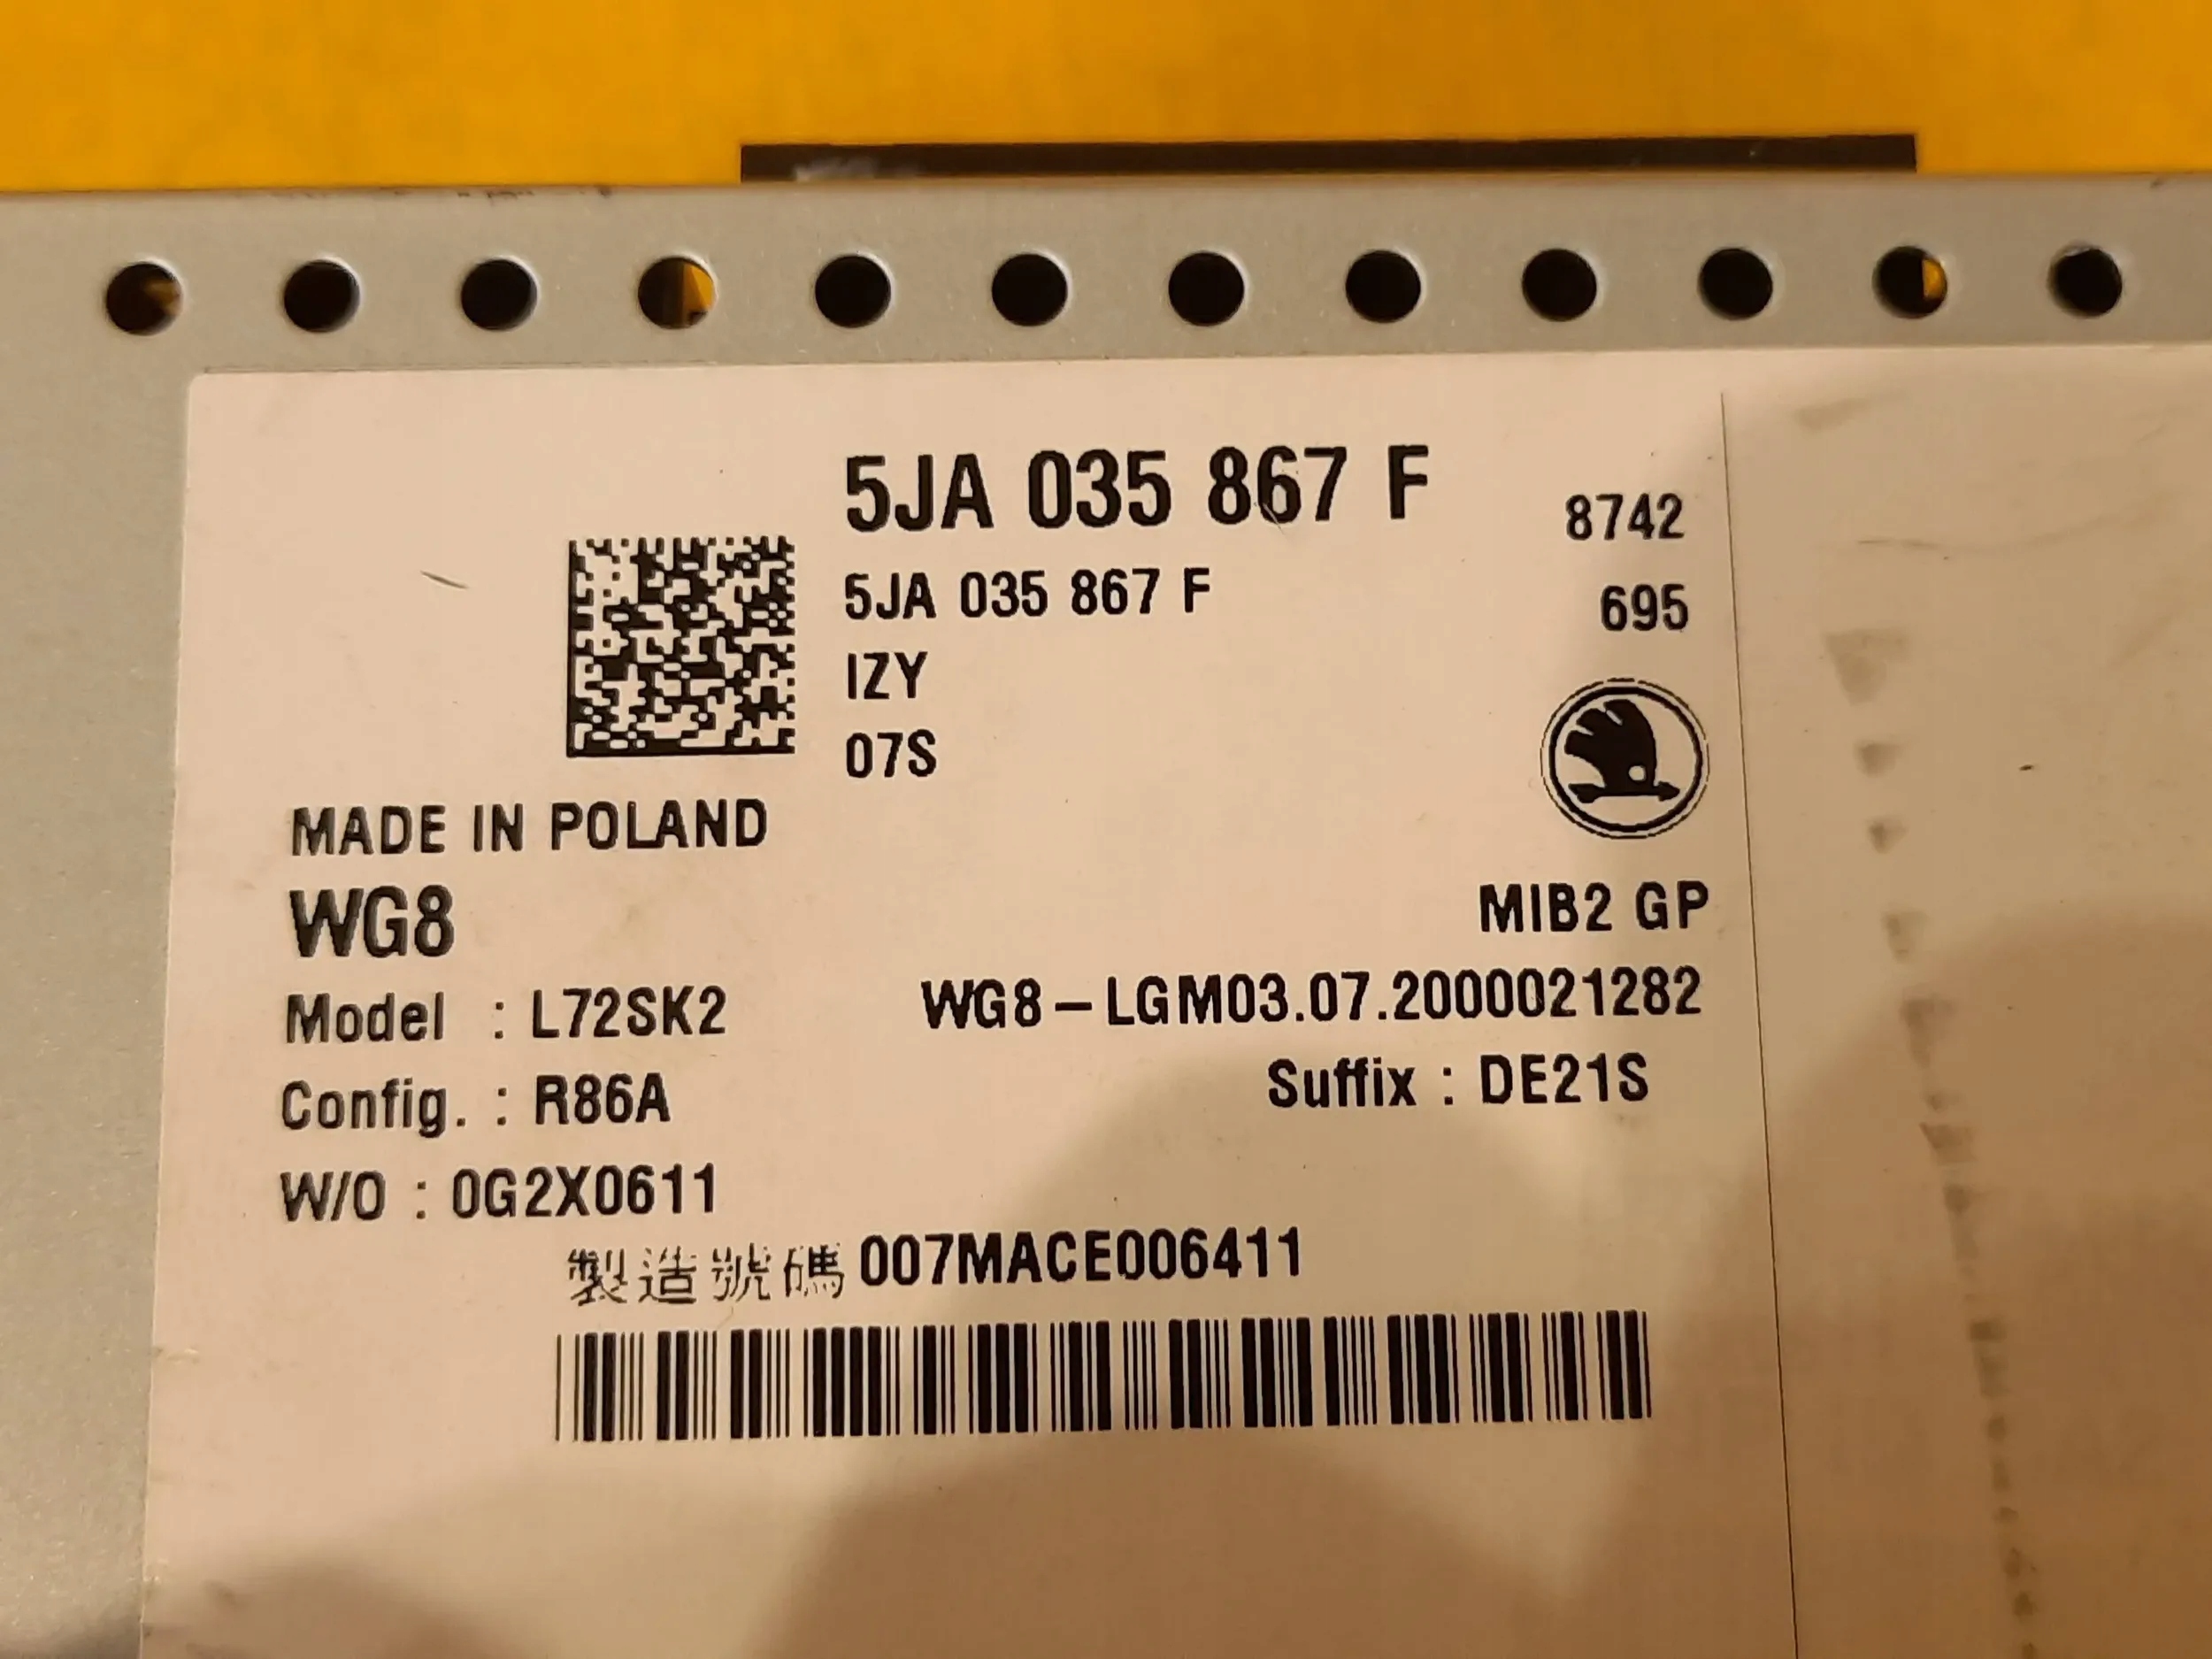 5JA 035 867 F
8742
5JA 035 867 F
695
IZY
07S
MADE IN POLAND
WG8
MIB2 GP
Model : L72SK2
WG8-LGM03.07.2000021282
Config. : R86A
Suffix : DE21S
W/O : 0G2X0611
製造號碼 007MACE006411